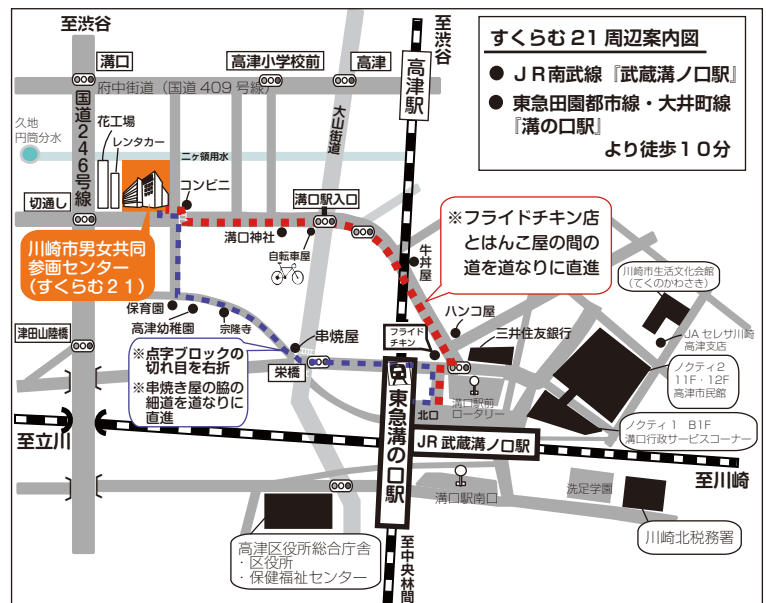 至渋谷
至渋谷
すくらむ21 周辺案内図
● JR南武線『武蔵溝ノ口駅』
● 東急田園都市線・大井町線
『溝の口駅』
より徒歩10分
溝口
高津小学校前
高津
高津駅
府中街道(国道409号線)
国道246号線
大山街道
久地
円筒分水
花工場
レンタカー
二ヶ領用水
コンビニ
切通し
溝口駅入口
溝口神社
自転車屋
川崎市男女共同
参画センター
(すくらむ21)
※フライドチキン店
とはんこ屋の間の
道を道なりに直進
牛丼屋
ハンコ屋
川崎市生活文化会館
(てくのかわさき)
保育園
高津幼稚園
宗隆寺
串焼屋
フライド
チキン
三井住友銀行
JAセレサ川崎
高津支店
津田山陸橋
※点字ブロックの
切れ目を右折
※串焼き屋の脇の
細道を道なりに
直進
栄橋
ノクティ2
11F・12F
高津市民館
溝口駅前
ロータリー
北口
東急溝の口駅
ノクティ1 B1F
溝口行政サービスコーナー
至立川
JR 武蔵溝ノ口駅
至川崎
溝口駅南口
洗足学園
川崎北税務署
高津区役所総合庁舎
・区役所
・保健福祉センター
至中央林間